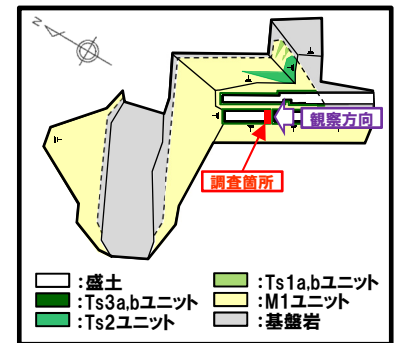 N
観察方向
調査箇所
：盛土
：Ts1a,bユニット
：Ts3a,bユニット
：M1ユニット
：Ts2ユニット
：基盤岩